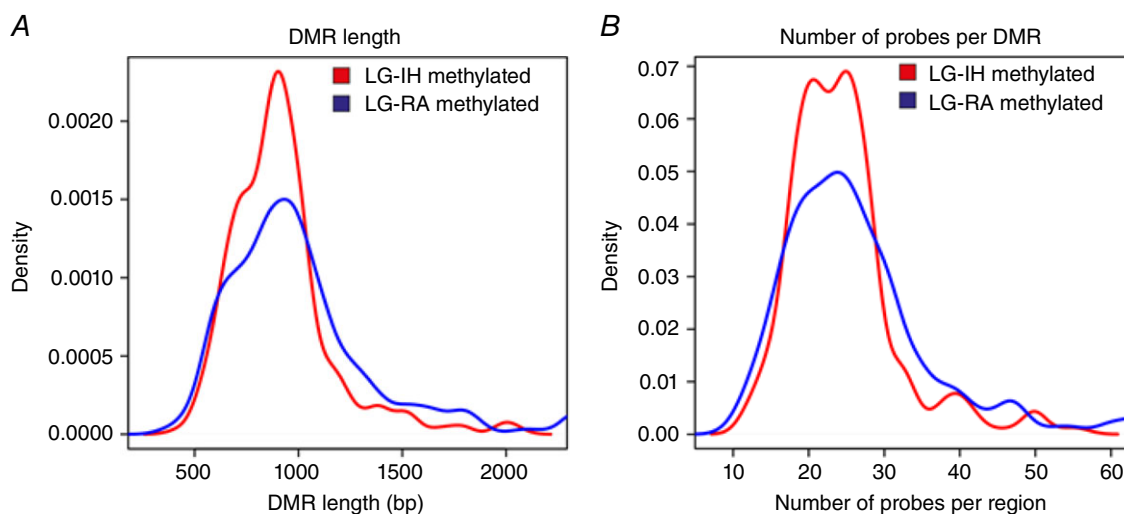 A
DMR length
LG-IH methylated
LG-RA methylated
0.0020
0.0015
0.0010
0.0005
0.0000
Density
500
1000
1500
2000
DMR length (bp)
B
Number of probes per DMR
LG-IH methylated
LG-RA methylated
0.07
0.06
0.05
0.04
0.03
0.02
0.01
0.00
Density
10
20
30
40
50
60
Number of probes per region